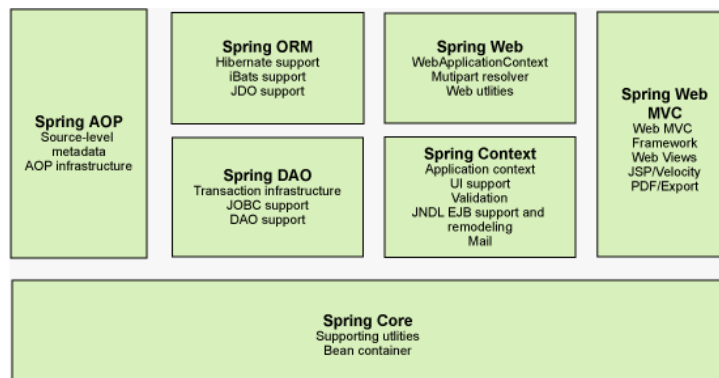 Spring AOP
Source-level
metadata
AOP infrastructure
Spring ORM
Hibernate support
iBats support
JDO support
Spring DAO
Transaction infrastructure
JOBC support
DAO support
Spring Web
WebApplicationContext
Mutipart resolver
Web utlities
Spring Context
Application context
UI support
Validation
JNDL EJB support and
remodeling
Mail
Spring Web
MVC
Web MVC
Framework
Web Views
JSP/Velocity
PDF/Export
Spring Core
Supporting utlities
Bean container